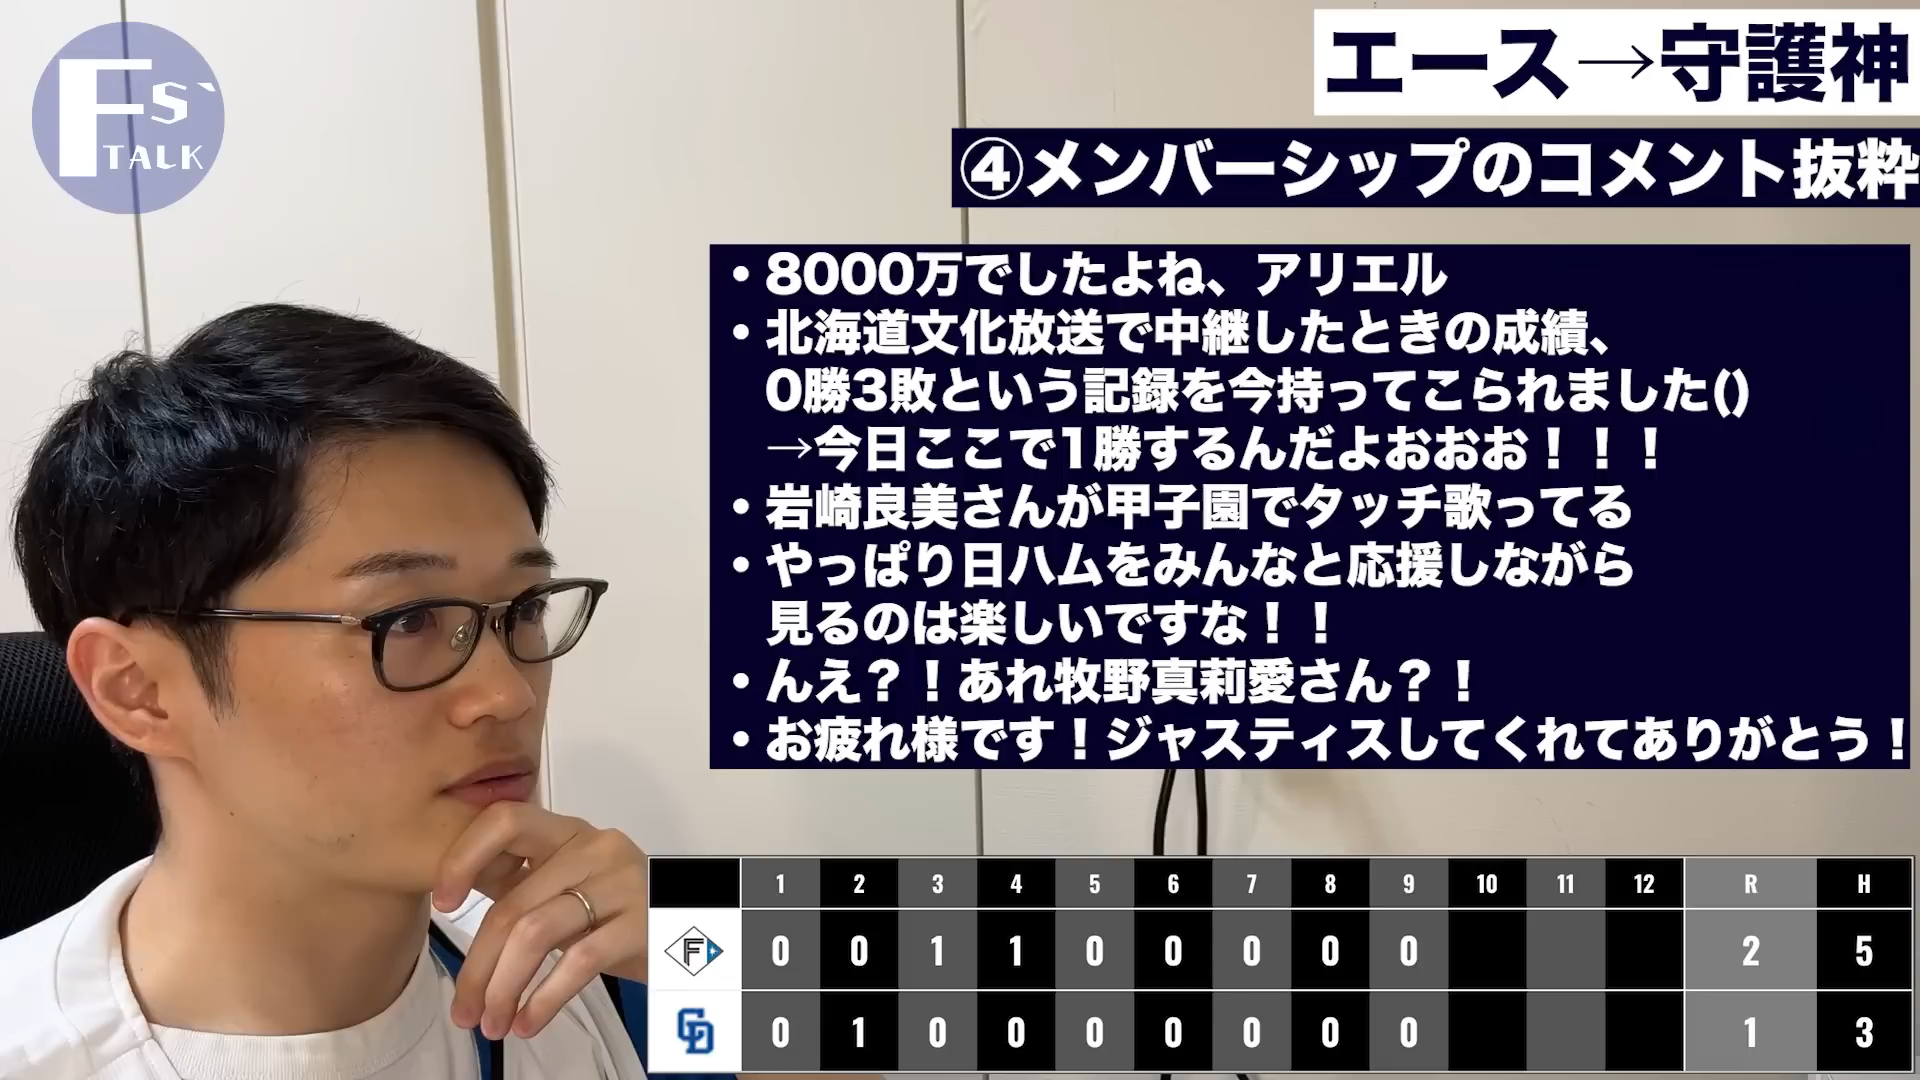 Fs`
TALK
エース→守護神
④メンバーシップのコメント抜粋
・8000万でしたよね、アリエル
・北海道文化放送で中継したときの成績、
0勝3敗という記録を今持ってこられました()
→今日ここで1勝するんだよおおお！！！
・岩崎良美さんが甲子園でタッチ歌ってる
・やっぱり日ハムをみんなと応援しながら
見るのは楽しいですな！！
・んえ？！あれ牧野真莉愛さん？！
・お疲れ様です！ジャスティスしてくれてありがとう！
1 2 3 4 5 6 7 8 9 10 11 12 R H
F 0 0 1 1 0 0 0 0 0 2 5
CD 0 1 0 0 0 0 0 0 0 1 3